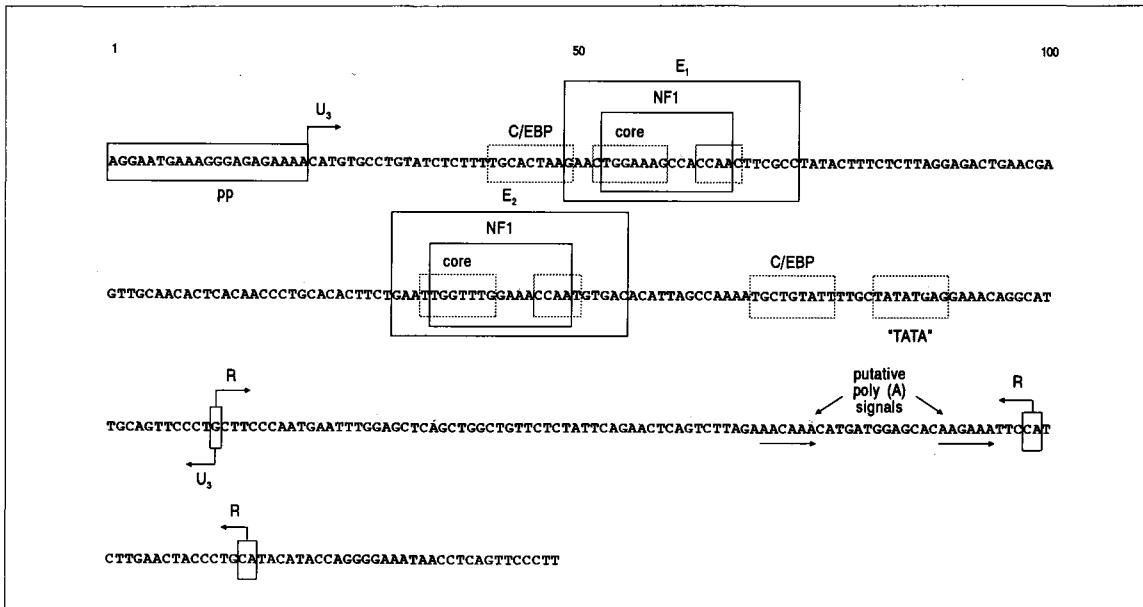 1 50 100
E1
U3 NF1
C/EBP core
AGGAATGAAAGGGAGAGAAAACATGTGCCTGTATCTCTTTTGCACTAAGAACTGGAAAGCCACCAACTTCGCCTATACTTTCTCTTAGGAGACTGAACGA
pp E2
NF1
core C/EBP
GTTGCAACACTCACAACCCTGCACACTTCTGAATTGGTTTGGAAACCAATGTGACACATTAGCCAAAATGCTGTATTTTGCTATATGAGGAAACAGGCAT
"TATA"
R putative poly (A) signals R
TGCAGTTCCCTGCTTCCCAATGAATTTGGAGCTCAGCTGGCTGTTCTCTATTCAGAACTCAGTCTTAGAAACAAACATGATGGAGCACAAGAAATTCCAT
U3
R
CTTGAACTACCCTGCATACATACCAGGGGAAATAACCTCAGTTCCCTT